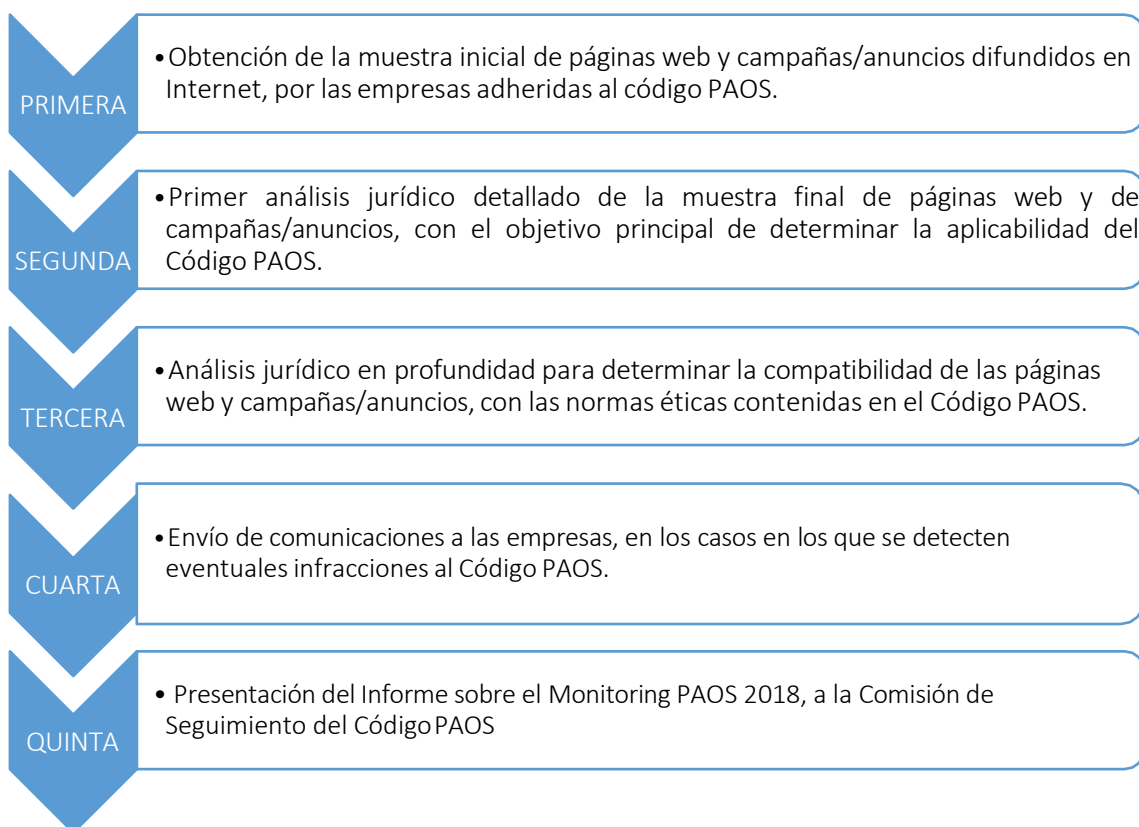 PRIMERA
•Obtención de la muestra inicial de páginas web y campañas/anuncios difundidos en
Internet, por las empresas adheridas al código PAOS.
SEGUNDA
•Primer análisis jurídico detallado de la muestra final de páginas web y de
campañas/anuncios, con el objetivo principal de determinar la aplicabilidad del
Código PAOS.
TERCERA
•Análisis jurídico en profundidad para determinar la compatibilidad de las páginas
web y campañas/anuncios, con las normas éticas contenidas en el Código PAOS.
CUARTA
•Envío de comunicaciones a las empresas, en los casos en los que se detecten
eventuales infracciones al Código PAOS.
QUINTA
• Presentación del Informe sobre el Monitoring PAOS 2018, a la Comisión de
Seguimiento del Código PAOS